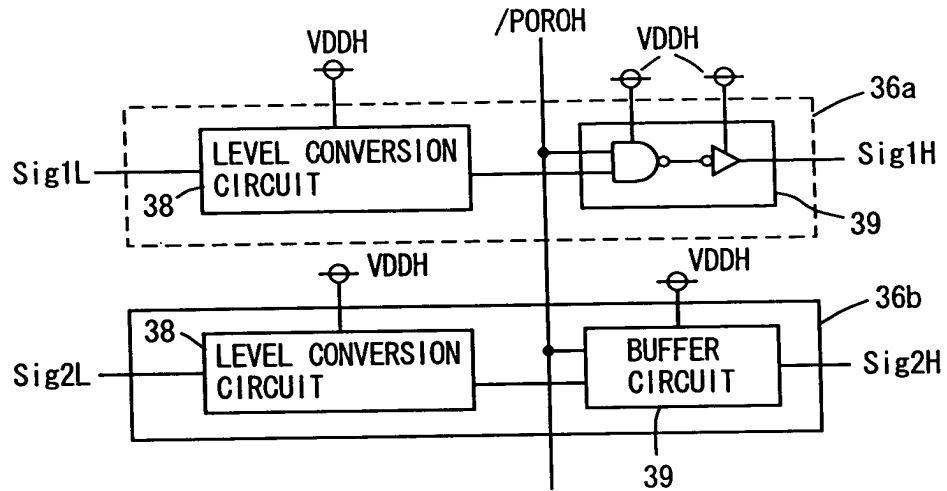 /POROH
VDDH
VDDH
36a
Sig1L
LEVEL CONVERSION
CIRCUIT
Sig1H
38
39
VDDH
VDDH
36b
38
Sig2L
LEVEL CONVERSION
CIRCUIT
BUFFER
CIRCUIT
Sig2H
39